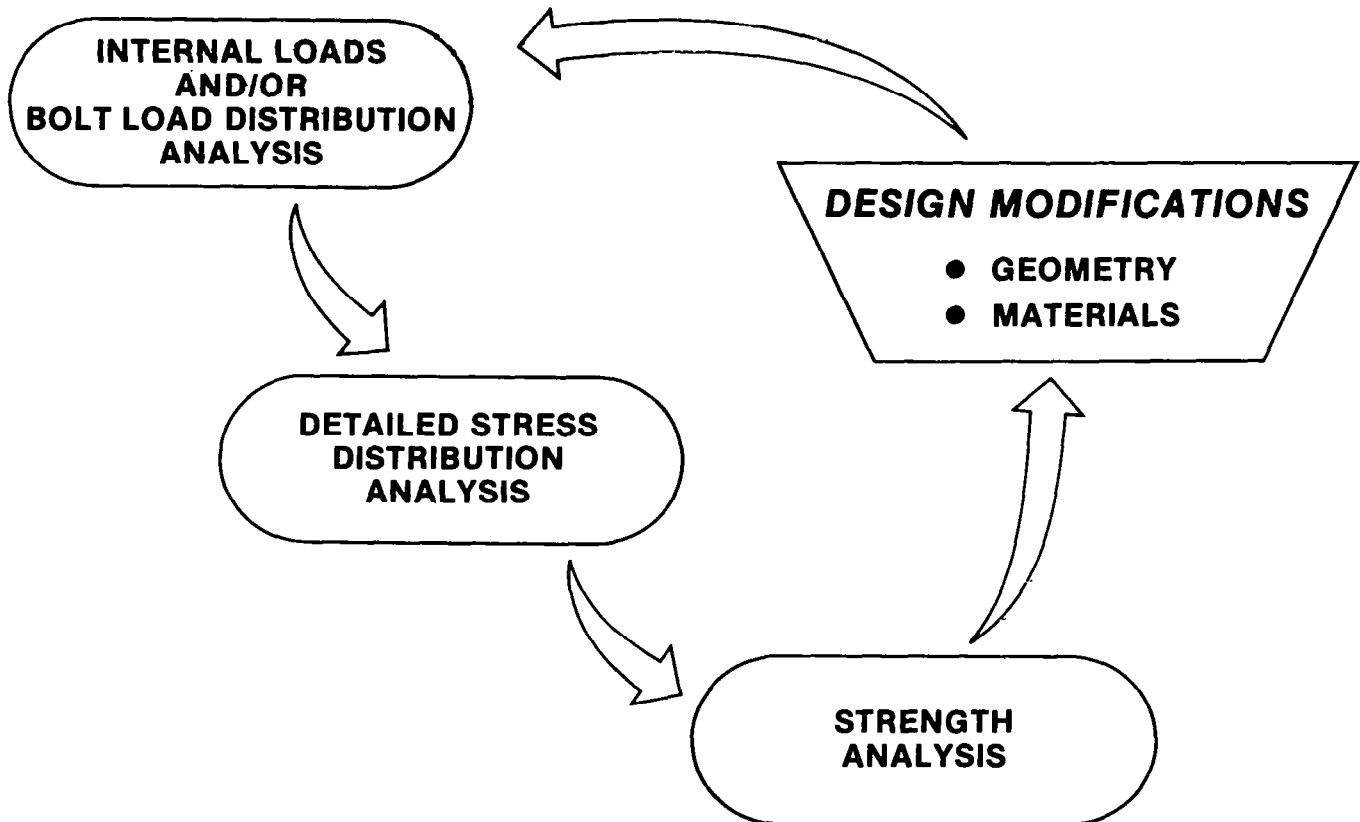 INTERNAL LOADS
AND/OR
BOLT LOAD DISTRIBUTION
ANALYSIS
DESIGN MODIFICATIONS
● GEOMETRY
● MATERIALS
DETAILED STRESS
DISTRIBUTION
ANALYSIS
STRENGTH
ANALYSIS